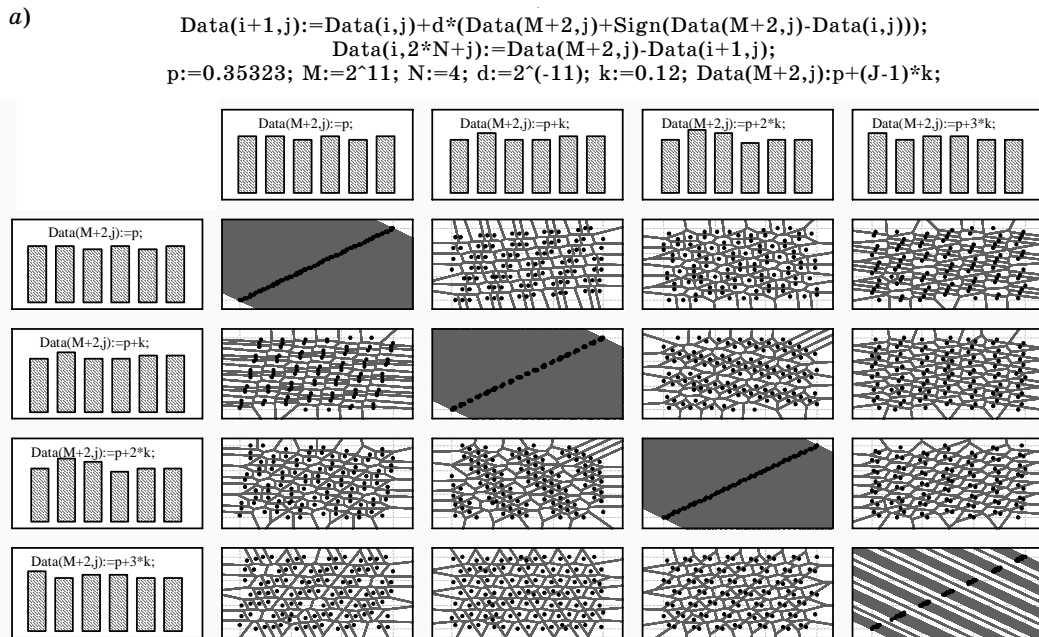 a)
Data(i+1,j):=Data(i,j)+d*(Data(M+2,j)+Sign(Data(M+2,j)-Data(i,j)));
Data(i,2*N+j):=Data(M+2,j)-Data(i+1,j);
p:=0.35323; M:=2^11; N:=4; d:=2^(-11); k:=0.12; Data(M+2,j):p+(J-1)*k;
Data(M+2,j):=p;
Data(M+2,j):=p+k;
Data(M+2,j):=p+2*k;
Data(M+2,j):=p+3*k;
Data(M+2,j):=p;
Data(M+2,j):=p+k;
Data(M+2,j):=p+2*k;
Data(M+2,j):=p+3*k;